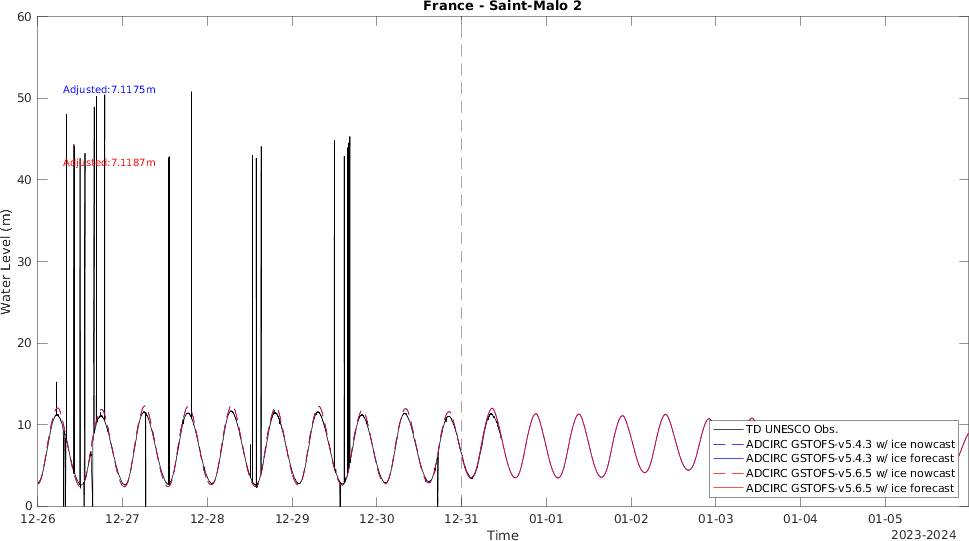 France - Saint-Malo 2
Water Level (m)
60
50
40
30
20
10
0
Adjusted:7.1175m
Adjusted:7.1187m
TD UNESCO Obs.
ADCIRC GSTOFS-v5.4.3 w/ ice nowcast
ADCIRC GSTOFS-v5.4.3 w/ ice forecast
ADCIRC GSTOFS-v5.6.5 w/ ice nowcast
ADCIRC GSTOFS-v5.6.5 w/ ice forecast
12-26 12-27 12-28 12-29 12-30 12-31 01-01 01-02 01-03 01-04 01-05
Time
2023-2024